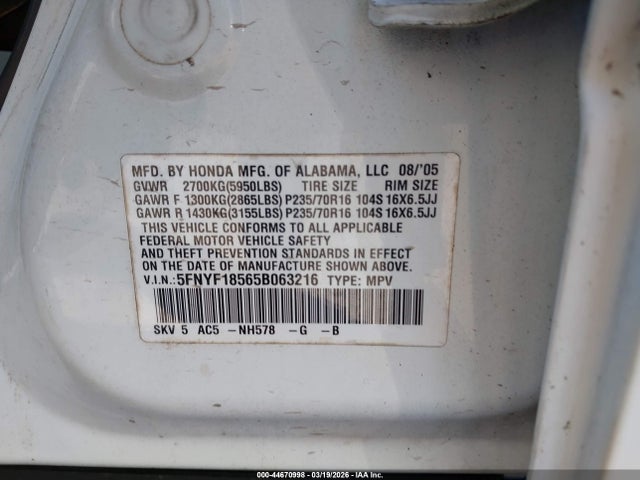 MFD. BY HONDA MFG. OF ALABAMA, LLC 08/'05
GVWR 2700KG(5950LBS) TIRE SIZE RIM SIZE
GAWR F 1300KG(2865LBS) P235/70R16 104S 16X6.5JJ
GAWR R 1430KG(3155LBS) P235/70R16 104S 16X6.5JJ
THIS VEHICLE CONFORMS TO ALL APPLICABLE
FEDERAL MOTOR VEHICLE SAFETY
AND THEFT PREVENTION STANDARDS IN EFFECT
ON THE DATE OF MANUFACTURE SHOWN ABOVE.
V.I.N.:5FNYF18565B063216 TYPE: MPV
SKV 5 AC5 -NH578 -G -B
000-44670998 - 03/19/2026 - IAAI.COM